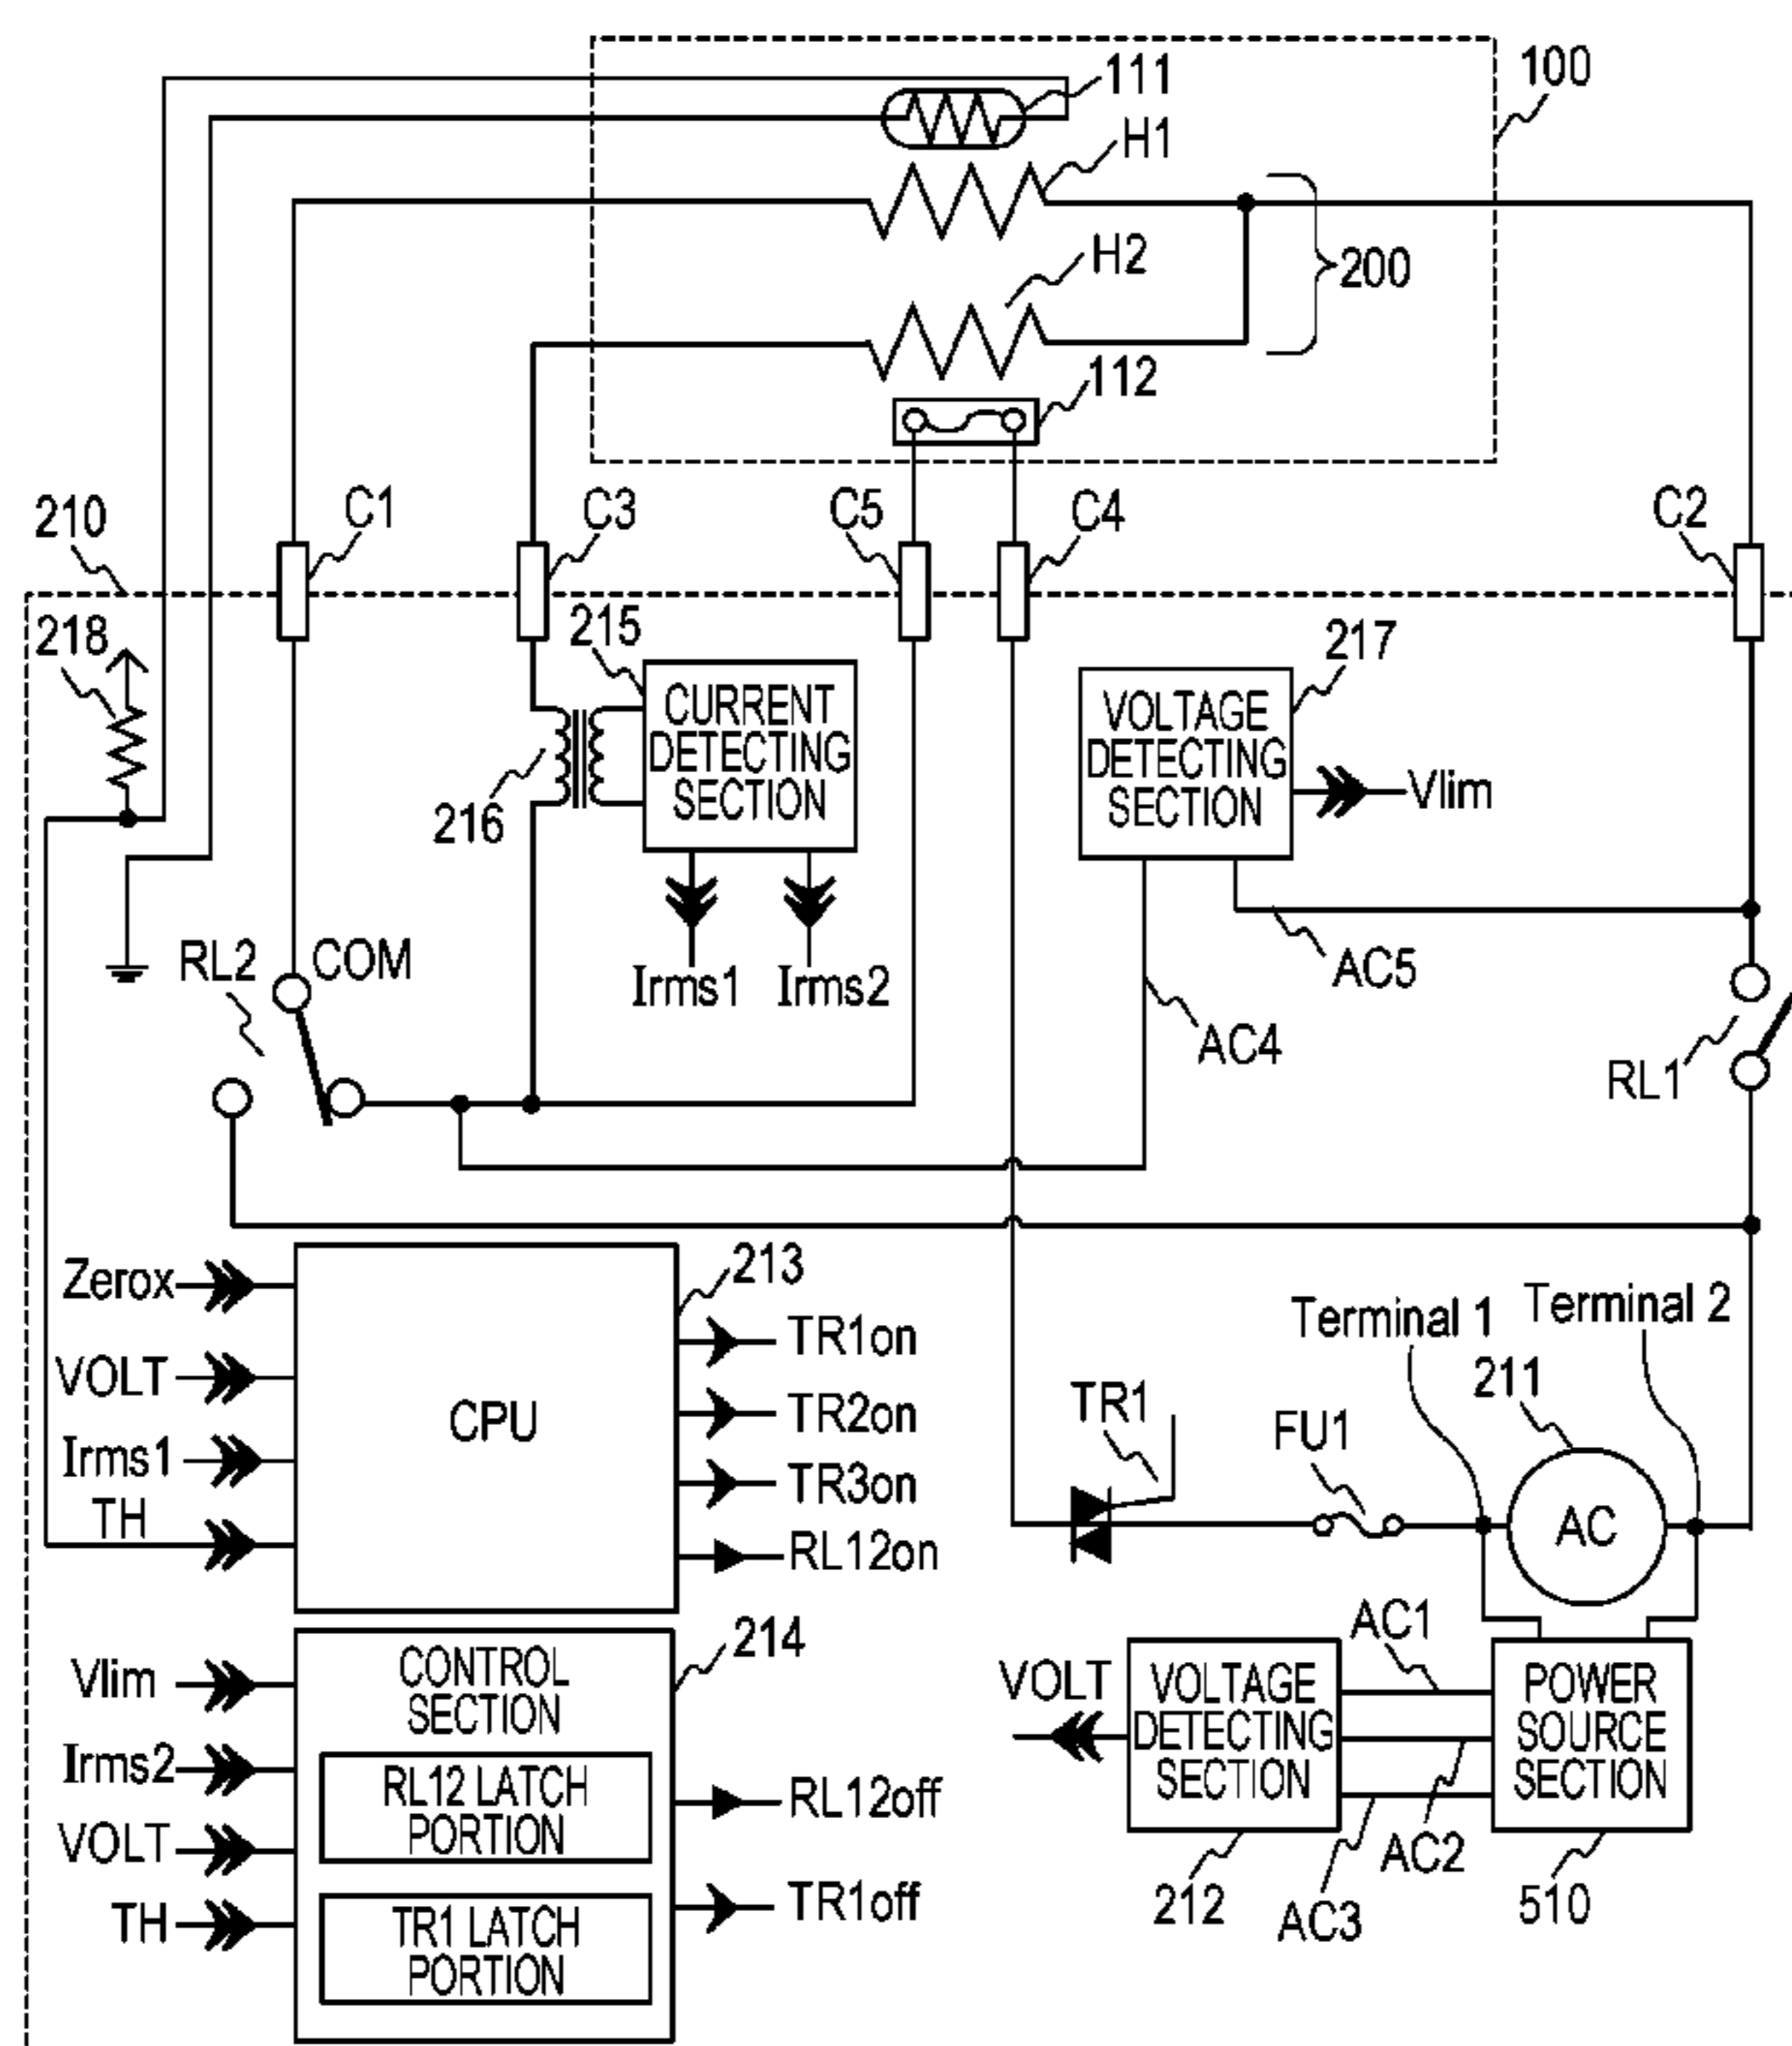 111
100
H1
H2
200
112
210
C1
C3
C5
C4
C2
218
215
217
CURRENT
DETECTING
SECTION
VOLTAGE
DETECTING
SECTION
Vlim
216
RL2
COM
Irms1
Irms2
AC5
AC4
RL1
Zerox
213
Terminal 1
Terminal 2
VOLT
TR1on
211
CPU
TR2on
TR1
FU1
Irms1
TR3on
TH
RL12on
AC
214
AC1
Vlim
CONTROL
SECTION
VOLT
VOLTAGE
DETECTING
SECTION
POWER
SOURCE
SECTION
Irms2
RL12 LATCH
PORTION
RL12off
VOLT
AC2
TH
TR1 LATCH
PORTION
TR1off
212
AC3
510